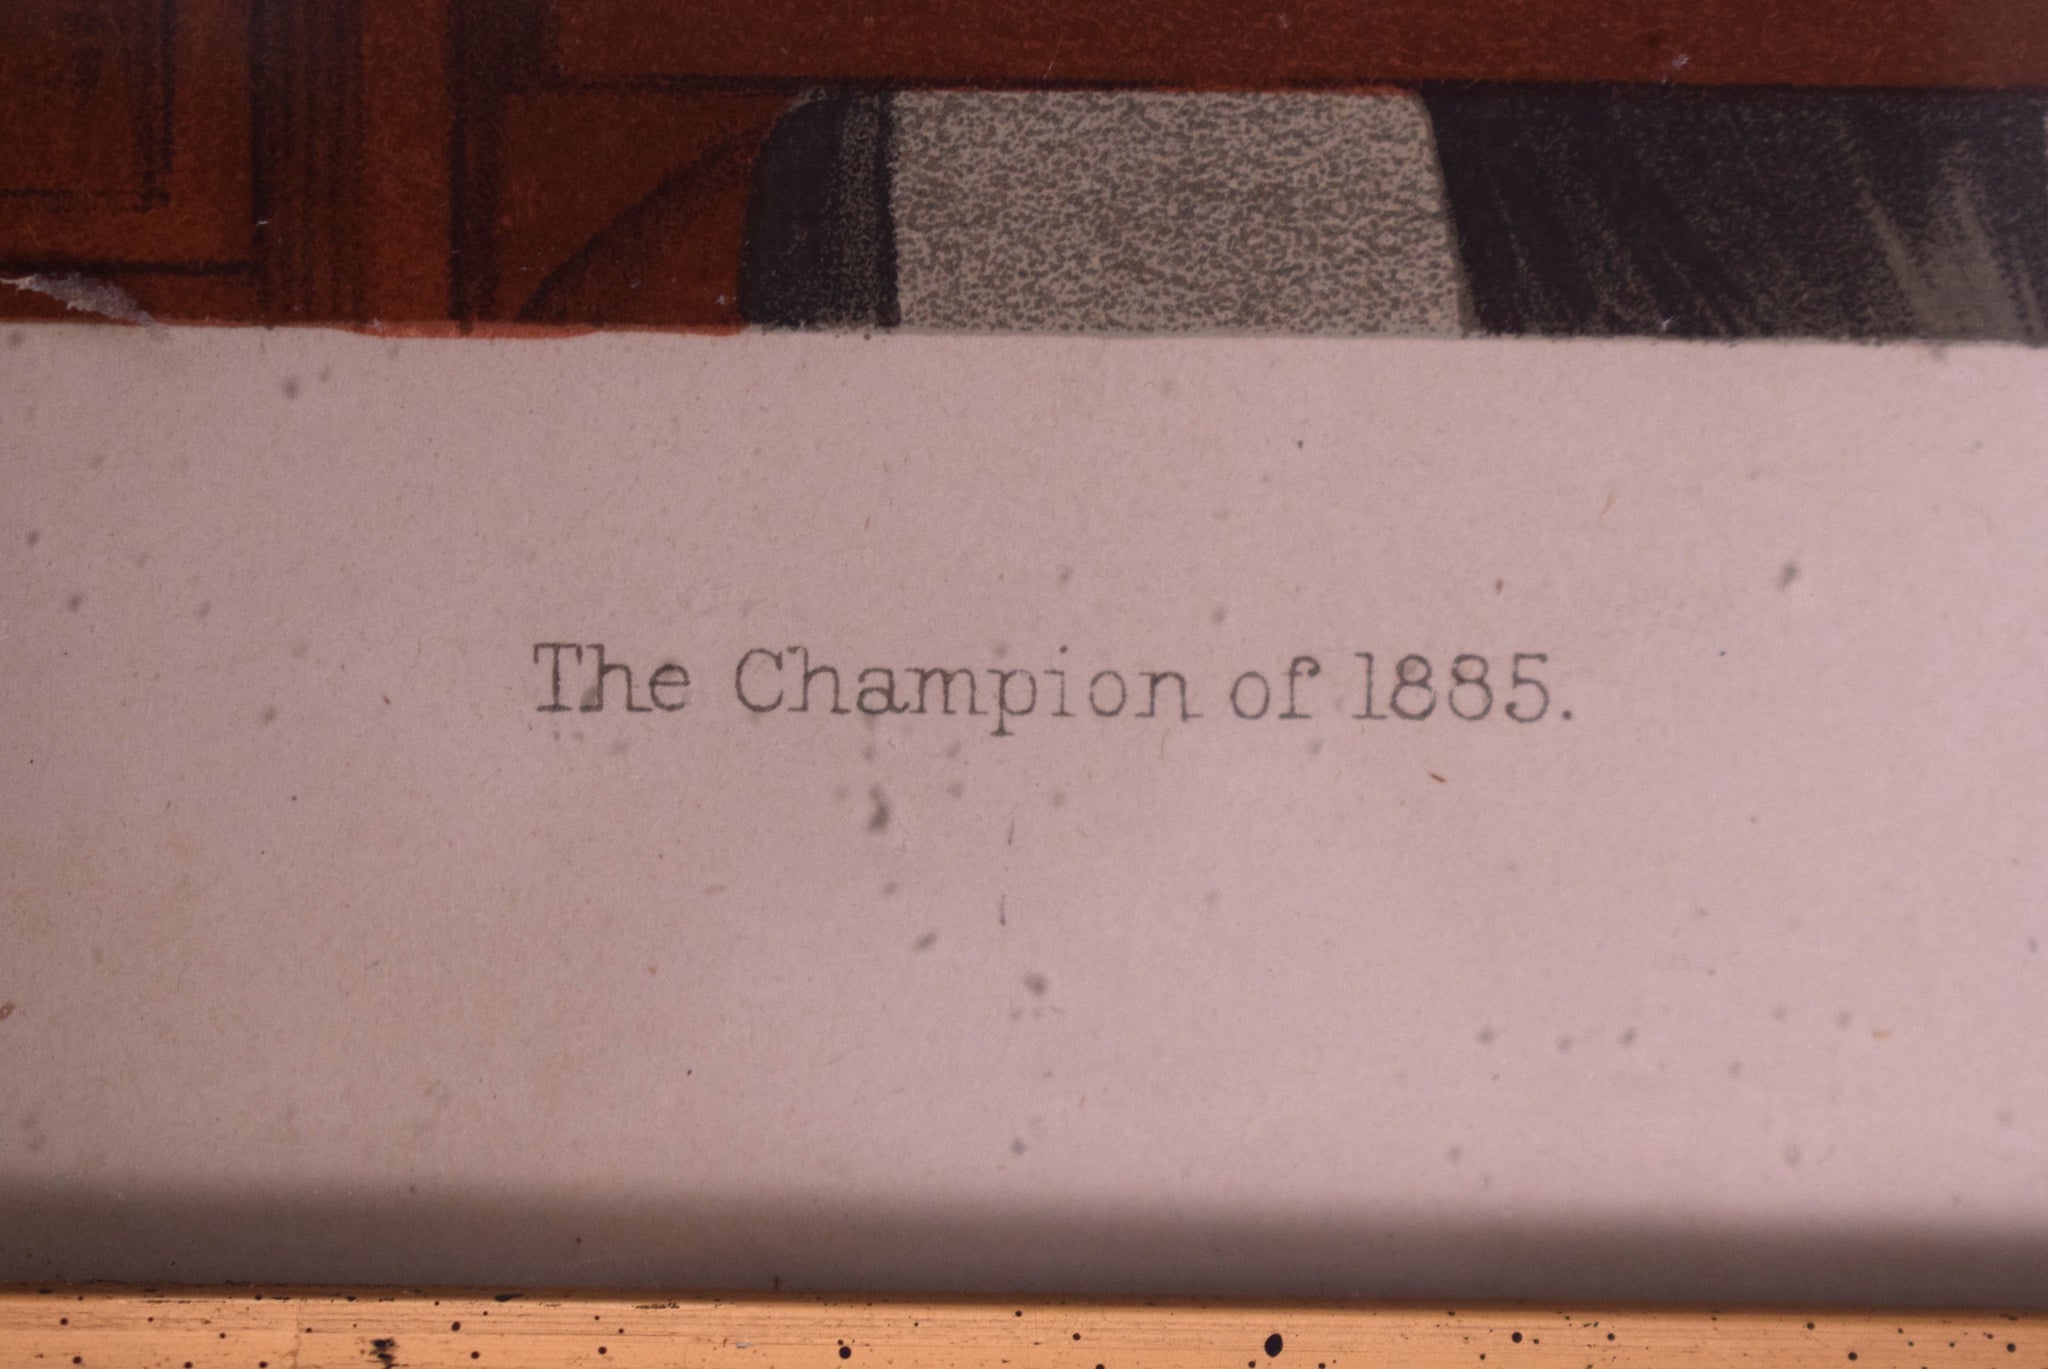 The Champion of 1885.